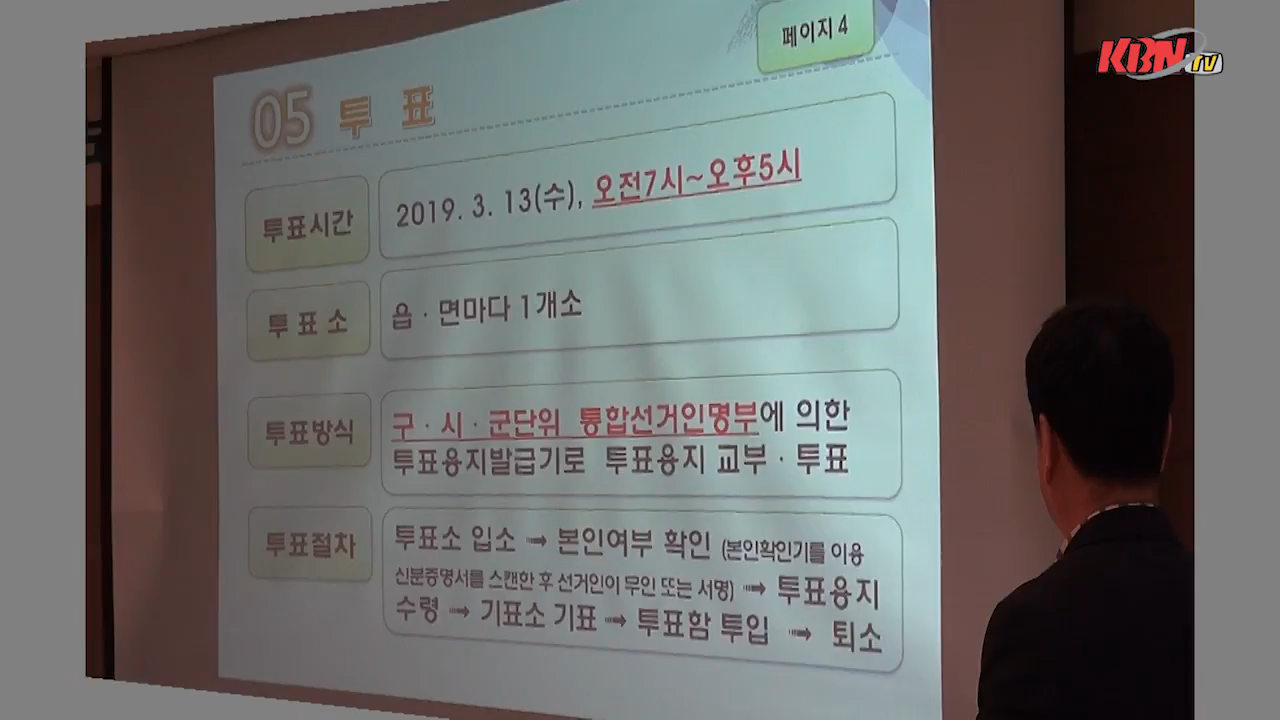 페이지 4
KBN TV
05 투 표
투표시간
2019. 3. 13(수), 오전7시~오후5시
투 표 소
읍 · 면마다 1개소
투표방식
구 · 시 · 군단위 통합선거인명부에 의한
투표용지발급기로 투표용지 교부 · 투표
투표절차
투표소 입소 ➟ 본인여부 확인 (본인확인기를 이용
신분증명서를 스캔한 후 선거인이 무인 또는 서명) ➟ 투표용지
수령 ➟ 기표소 기표 ➟ 투표함 투입 ➟ 퇴소